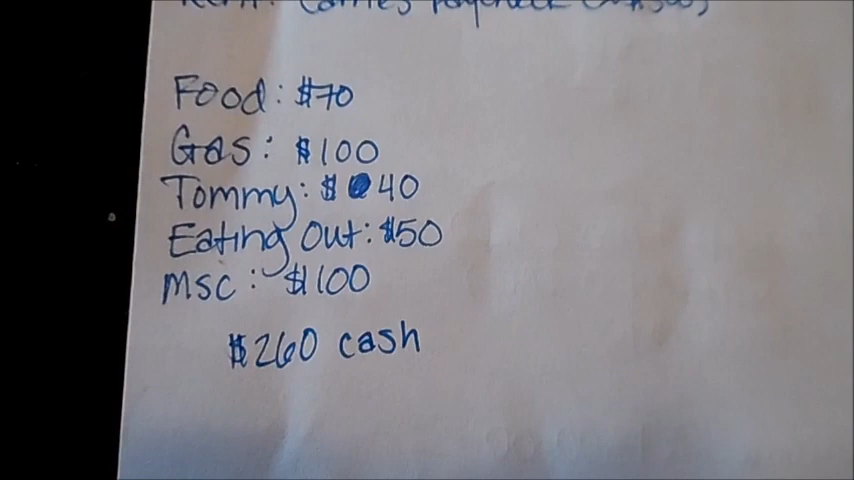 Food: $70
Gas: $100
Tommy: $ 40
Eating Out: $50
Msc: $100
$260 cash